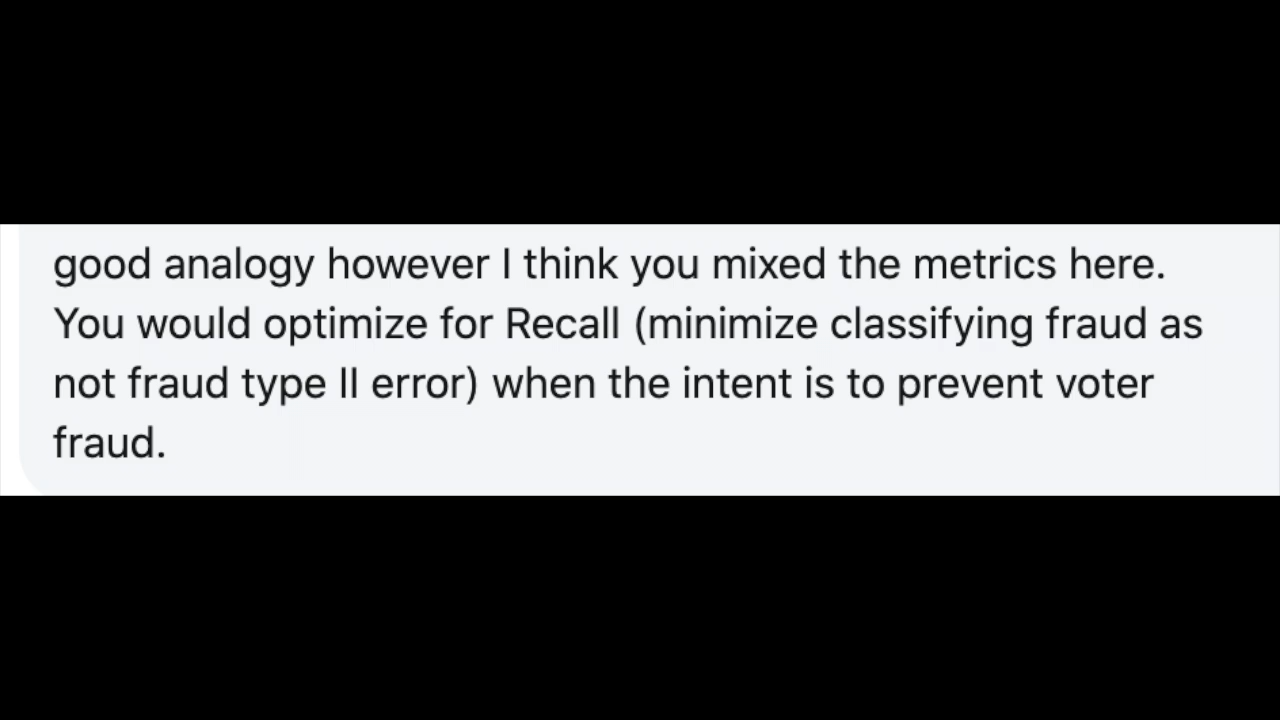 good analogy however I think you mixed the metrics here.
You would optimize for Recall (minimize classifying fraud as
not fraud type II error) when the intent is to prevent voter
fraud.